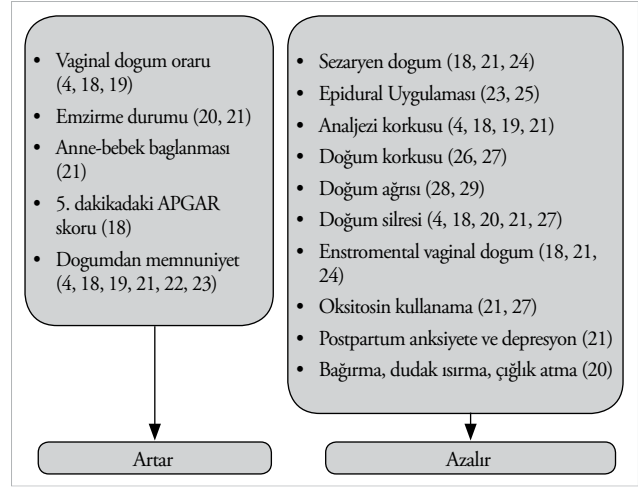 • Vaginal dogum oraru
(4, 18, 19)
• Emzirme durumu (20, 21)
• Anne-bebek baglanması
(21)
• 5. dakikadaki APGAR
skoru (18)
• Dogumdan memnuniyet
(4, 18, 19, 21, 22, 23)
Artar
• Sezaryen dogum (18, 21, 24)
• Epidural Uygulaması (23, 25)
• Analjezi korkusu (4, 18, 19, 21)
• Doğum korkusu (26, 27)
• Doğum ağrısı (28, 29)
• Doğum silresi (4, 18, 20, 21, 27)
• Enstromental vaginal dogum (18, 21,
24)
• Oksitosin kullanama (21, 27)
• Postpartum anksiyete ve depresyon (21)
• Bağırma, dudak ısırma, çığlık atma (20)
Azalır